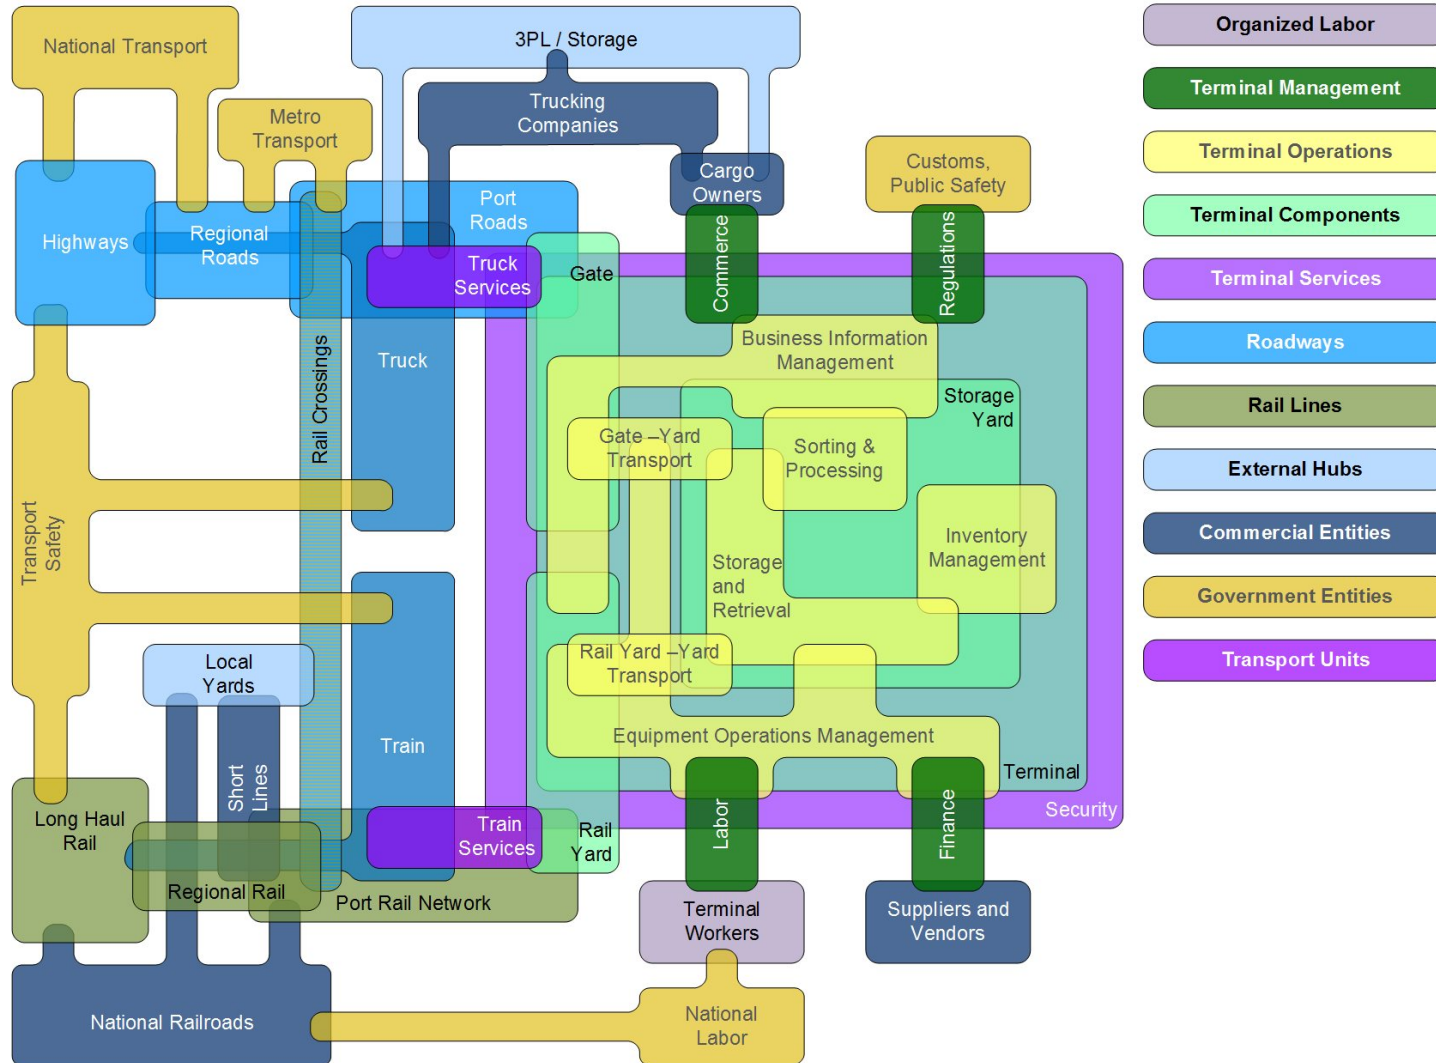 National Transport
3PL / Storage
Organized Labor
Terminal Management
Metro
Transport
Trucking
Companies
Terminal Operations
Customs,
Public Safety
Cargo
Owners
Terminal Components
Highways
Regional
Roads
Port
Roads
Truck
Services
Gate
Commerce
Regulations
Terminal Services
Roadways
Rail Crossings
Truck
Business Information
Management
Storage
Yard
Rail Lines
Gate –Yard
Transport
Sorting &
Processing
External Hubs
Transport
Safety
Storage
and
Retrieval
Inventory
Management
Commercial Entities
Government Entities
Local
Yards
Rail Yard –Yard
Transport
Transport Units
Train
Short
Lines
Equipment Operations Management
Terminal
Security
Long Haul
Rail
Train
Services
Rail
Yard
Labor
Finance
Regional Rail
Port Rail Network
Terminal
Workers
Suppliers and
Vendors
National Railroads
National
Labor